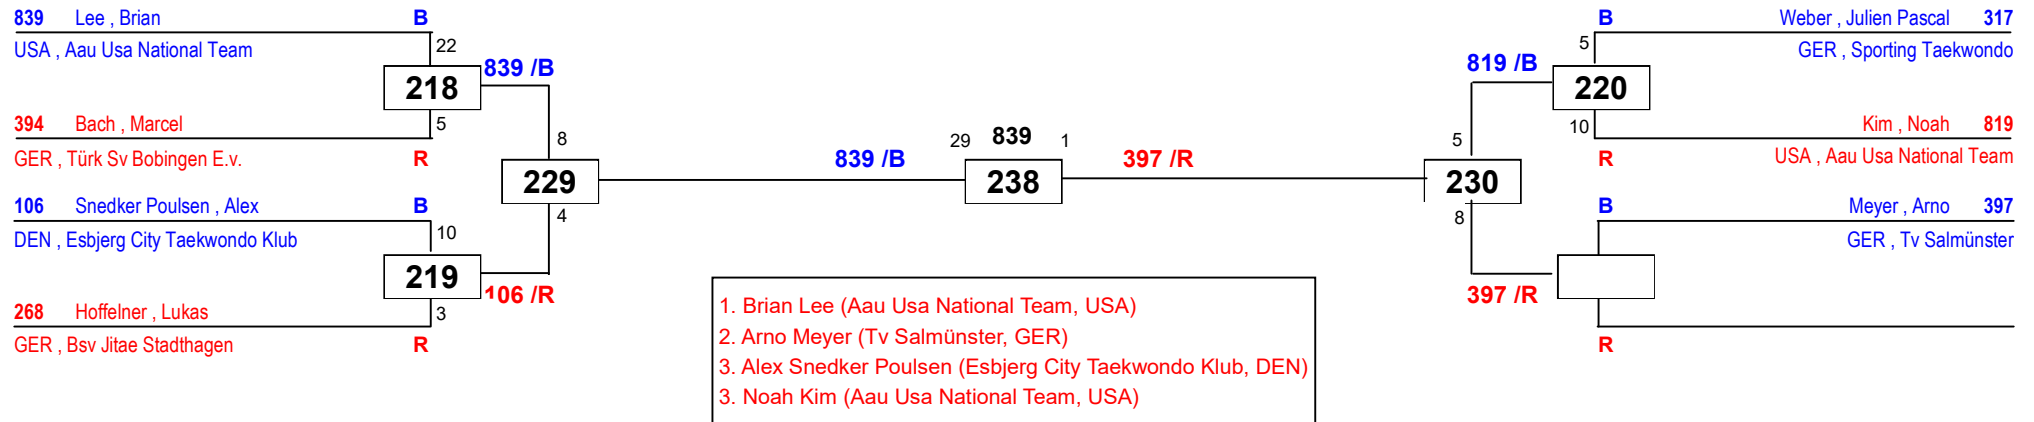 839 Lee , Brian B
USA , Aau Usa National Team
22
218
839 /B
5
394 Bach , Marcel
GER , Türk Sv Bobingen E.v. R
8
229
4
106 Snedker Poulsen , Alex B
DEN , Esbjerg City Taekwondo Klub
10
219
106 /R
3
268 Hoffelner , Lukas
GER , Bsv Jitae Stadthagen R
839 /B
29 839 1
238
397 /R
B Weber , Julien Pascal 317
GER , Sporting Taekwondo
5
819 /B
220
10
Kim , Noah 819
R USA , Aau Usa National Team
5
230
8
B Meyer , Arno 397
GER , Tv Salmünster
397 /R
R
1. Brian Lee (Aau Usa National Team, USA)
2. Arno Meyer (Tv Salmünster, GER)
3. Alex Snedker Poulsen (Esbjerg City Taekwondo Klub, DEN)
3. Noah Kim (Aau Usa National Team, USA)